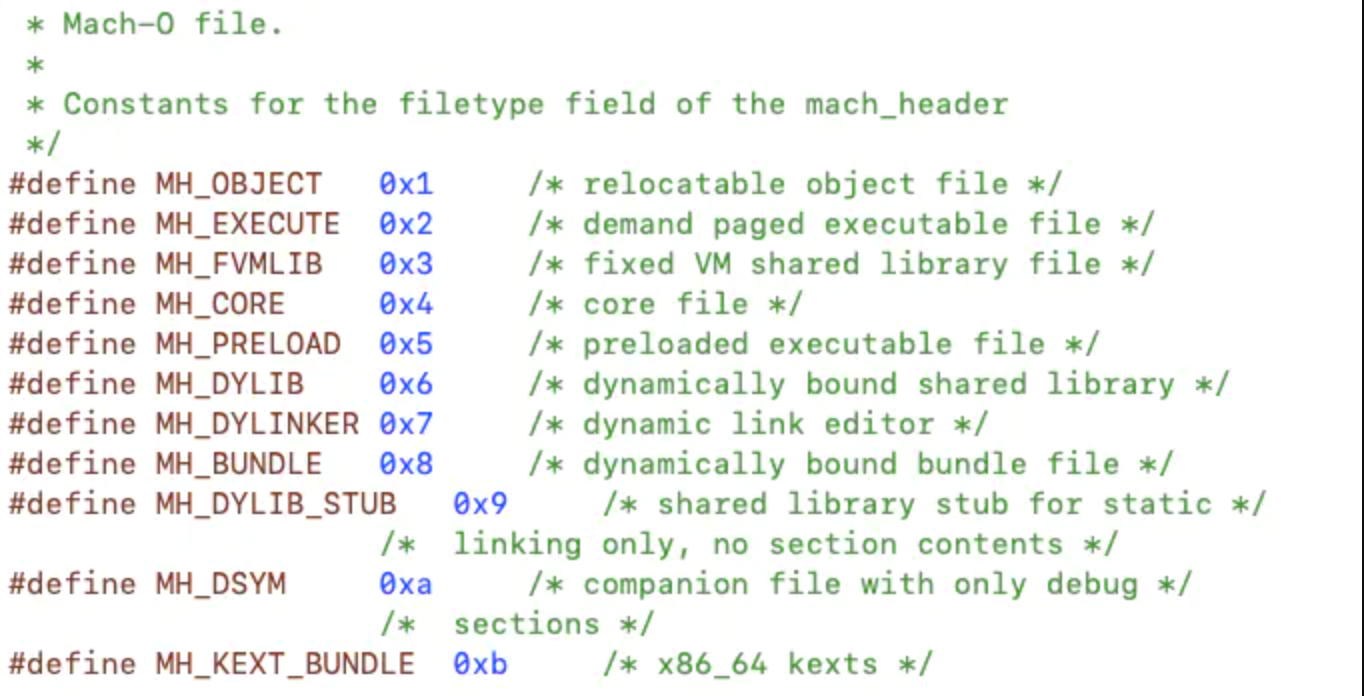 * Mach-O file.
*
* Constants for the filetype field of the mach_header
*/
#define MH_OBJECT 0x1 /* relocatable object file */
#define MH_EXECUTE 0x2 /* demand paged executable file */
#define MH_FVMLIB 0x3 /* fixed VM shared library file */
#define MH_CORE 0x4 /* core file */
#define MH_PRELOAD 0x5 /* preloaded executable file */
#define MH_DYLIB 0x6 /* dynamically bound shared library */
#define MH_DYLINKER 0x7 /* dynamic link editor */
#define MH_BUNDLE 0x8 /* dynamically bound bundle file */
#define MH_DYLIB_STUB 0x9 /* shared library stub for static */
/* linking only, no section contents */
#define MH_DSYM 0xa /* companion file with only debug */
/* sections */
#define MH_KEXT_BUNDLE 0xb /* x86_64 kexts */